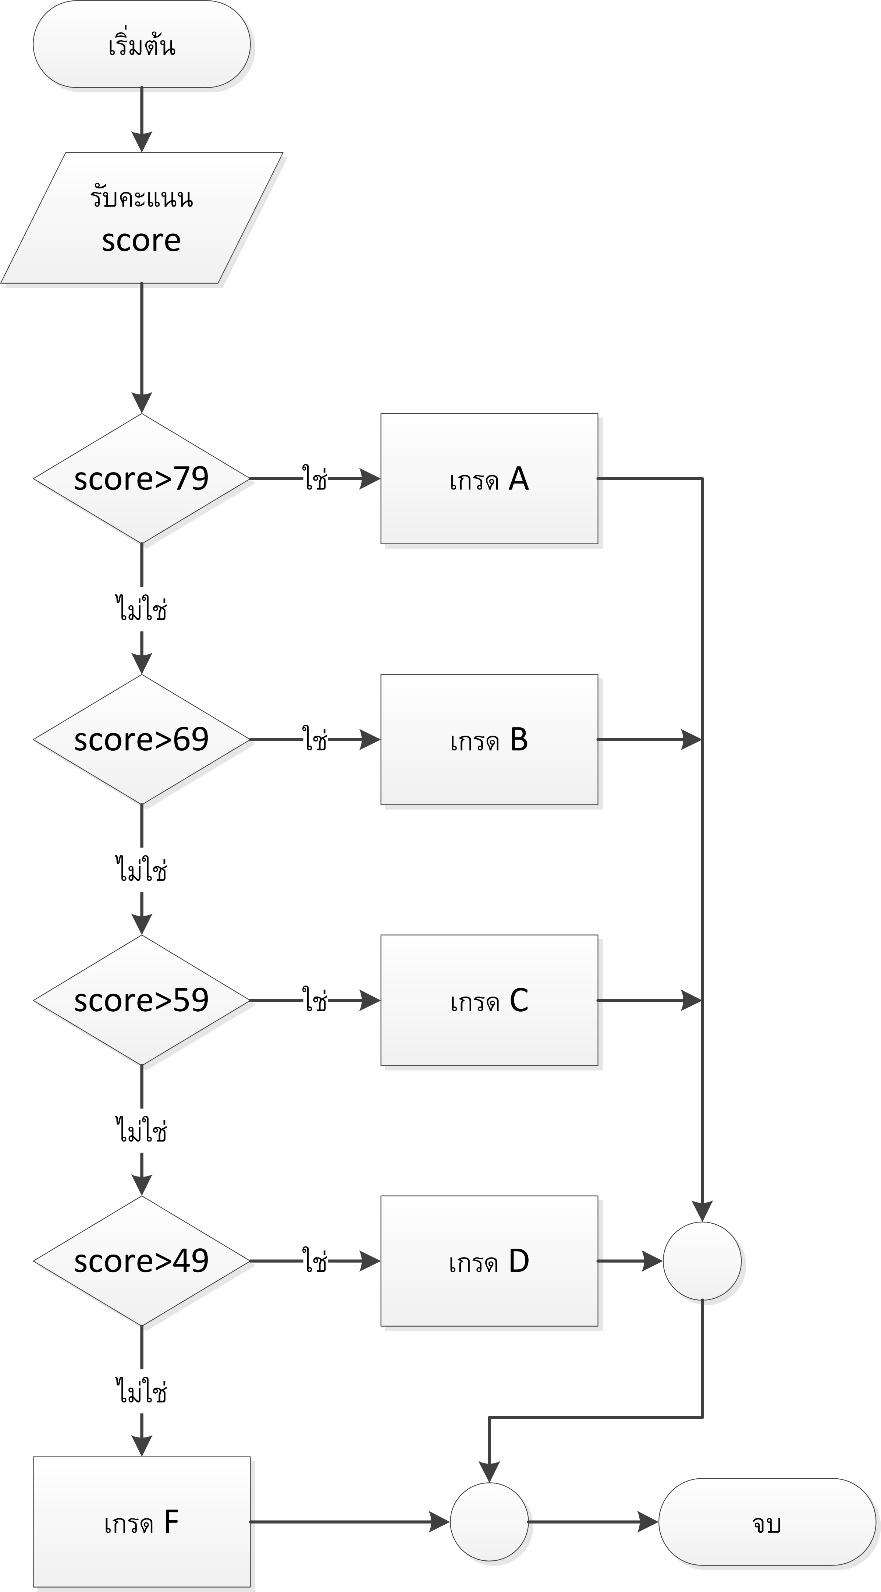 เริ่มต้น
รับคะแนน
score
score>79
ใช่
เกรด A
ไม่ใช่
score>69
ใช่
เกรด B
ไม่ใช่
score>59
ใช่
เกรด C
ไม่ใช่
score>49
ใช่
เกรด D
ไม่ใช่
เกรด F
จบ